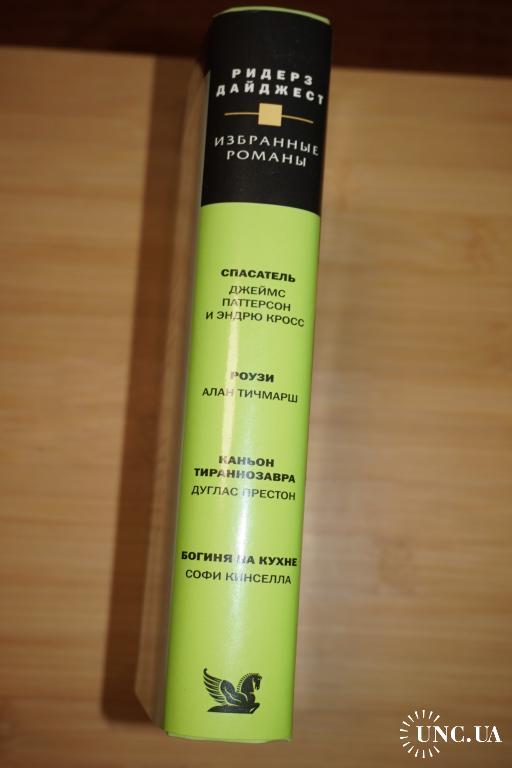 РИДЕРЗ
ДАЙДЖЕСТ
ИЗБРАННЫЕ
РОМАНЫ
СПАСАТЕЛЬ
ДЖЕЙМС
ПАТТЕРСОН
И ЭНДРЮ КРОСС
РОУЗИ
АЛАН ТИЧМАРШ
КАНЬОН
ТИРАННОЗАВРА
ДУГЛАС ПРЕСТОН
БОГИНЯ НА КУХНЕ
СОФИ КИНСЕЛЛА
UNC.UA